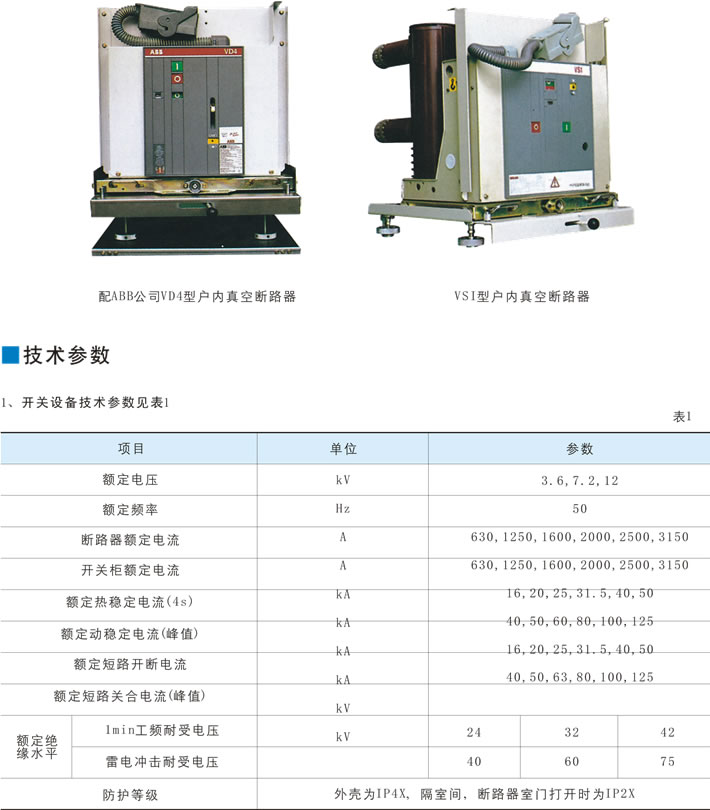 ABB VD4
VSI
ABB
配ABB公司VD4型户内真空断路器
VSI型户内真空断路器
技术参数
1、开关设备技术参数见表1
表1
项目 单位 参数
额定电压 kV 3.6,7.2,12
额定频率 Hz 50
断路器额定电流 A 630,1250,1600,2000,2500,3150
开关柜额定电流 A 630,1250,1600,2000,2500,3150
额定热稳定电流(4s) kA 16,20,25,31.5,40,50
额定动稳定电流(峰值) kA 40,50,60,80,100,125
额定短路开断电流 kA 16,20,25,31.5,40,50
额定短路关合电流(峰值) kA 40,50,63,80,100,125
kV
额定绝缘水平 1min工频耐受电压 kV 24 32 42
雷电冲击耐受电压 40 60 75
防护等级 外壳为IP4X, 隔室间, 断路器室门打开时为IP2X